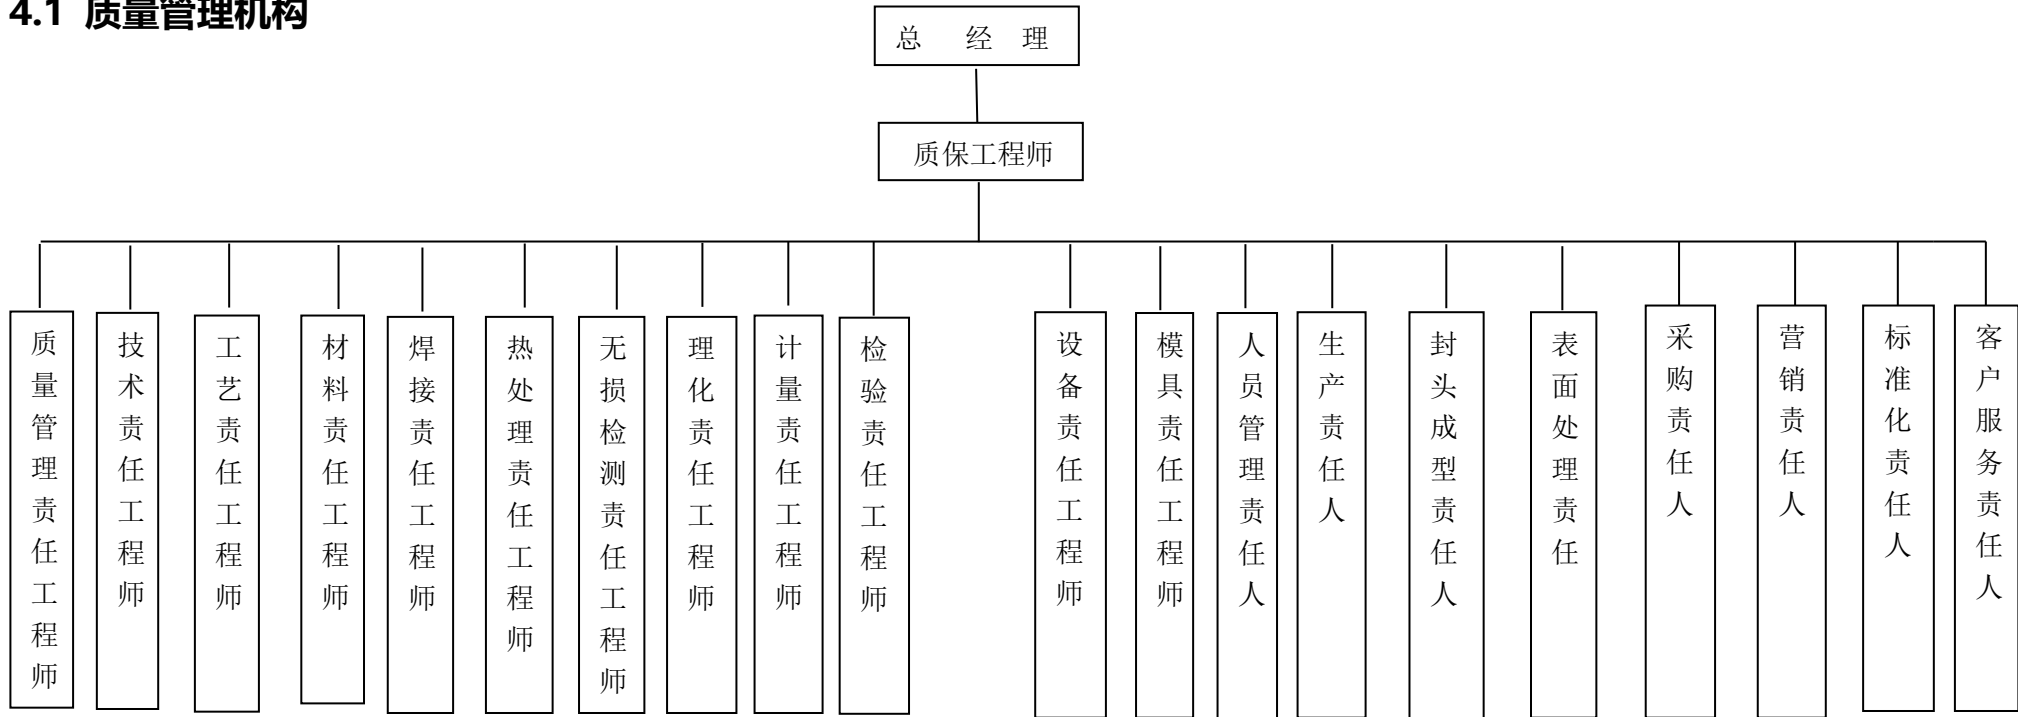 4.1 质量管理机构
总 经 理
质保工程师
质量管理责任工程师
技术责任工程师
工艺责任工程师
材料责任工程师
焊接责任工程师
热处理责任工程师
无损检测责任工程师
理化责任工程师
计量责任工程师
检验责任工程师
设备责任工程师
模具责任工程师
人员管理责任人
生产责任人
封头成型责任人
表面处理责任
采购责任人
营销责任人
标准化责任人
客户服务责任人